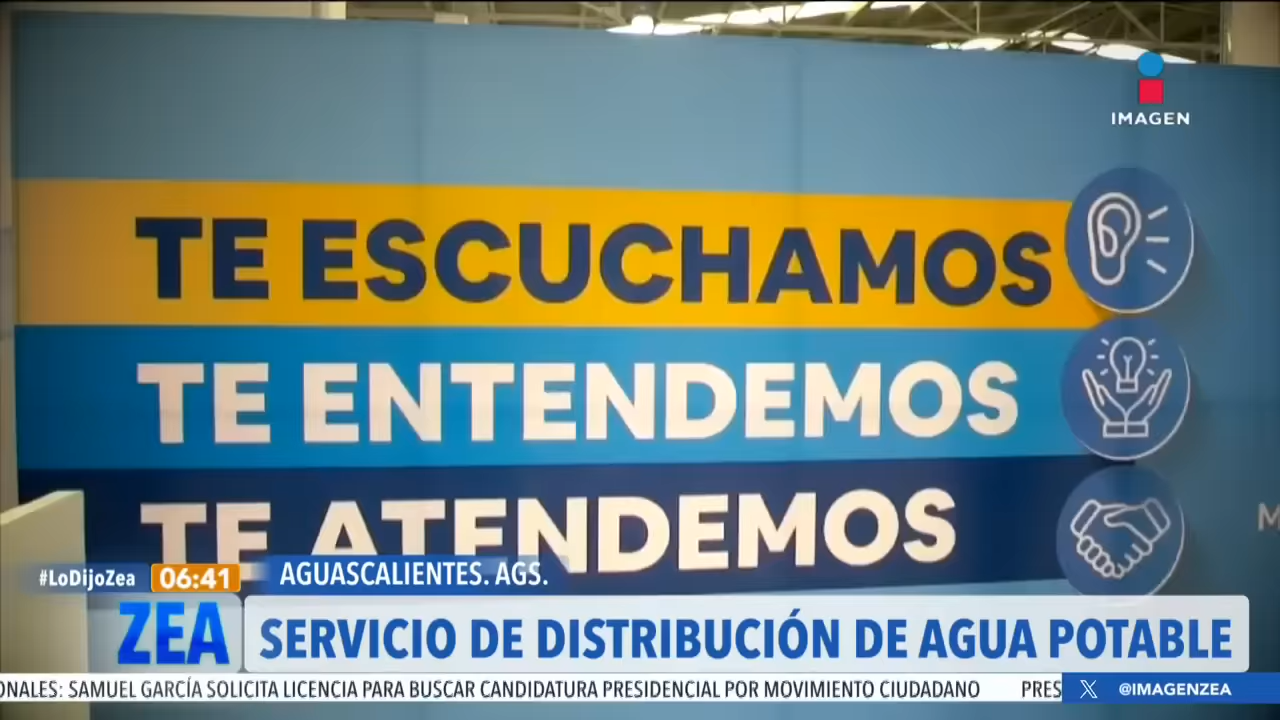 IMAGEN
TE ESCUCHAMOS
TE ENTENDEMOS
TE ATENDEMOS
#LoDijoZea 06:41 AGUASCALIENTES. AGS.
ZEA SERVICIO DE DISTRIBUCIÓN DE AGUA POTABLE
ONALES: SAMUEL GARCÍA SOLICITA LICENCIA PARA BUSCAR CANDIDATURA PRESIDENCIAL POR MOVIMIENTO CIUDADANO PRES X @IMAGENZEA